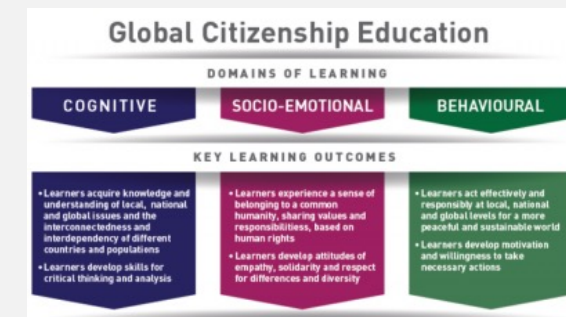 Global Citizenship Education
DOMAINS OF LEARNING
COGNITIVE
SOCIO-EMOTIONAL
BEHAVIOURAL
KEY LEARNING OUTCOMES
• Learners acquire knowledge and
understanding of local, national
and global issues and the
interconnectedness and
interdependency of different
countries and populations
• Learners develop skills for
critical thinking and analysis
• Learners experience a sense of
belonging to a common
humanity, sharing values and
responsibilities, based on
human rights
• Learners develop attitudes of
empathy, solidarity and respect
for differences and diversity
• Learners act effectively and
responsibly at local, national
and global levels for a more
peaceful and sustainable world
• Learners develop motivation
and willingness to take
necessary actions